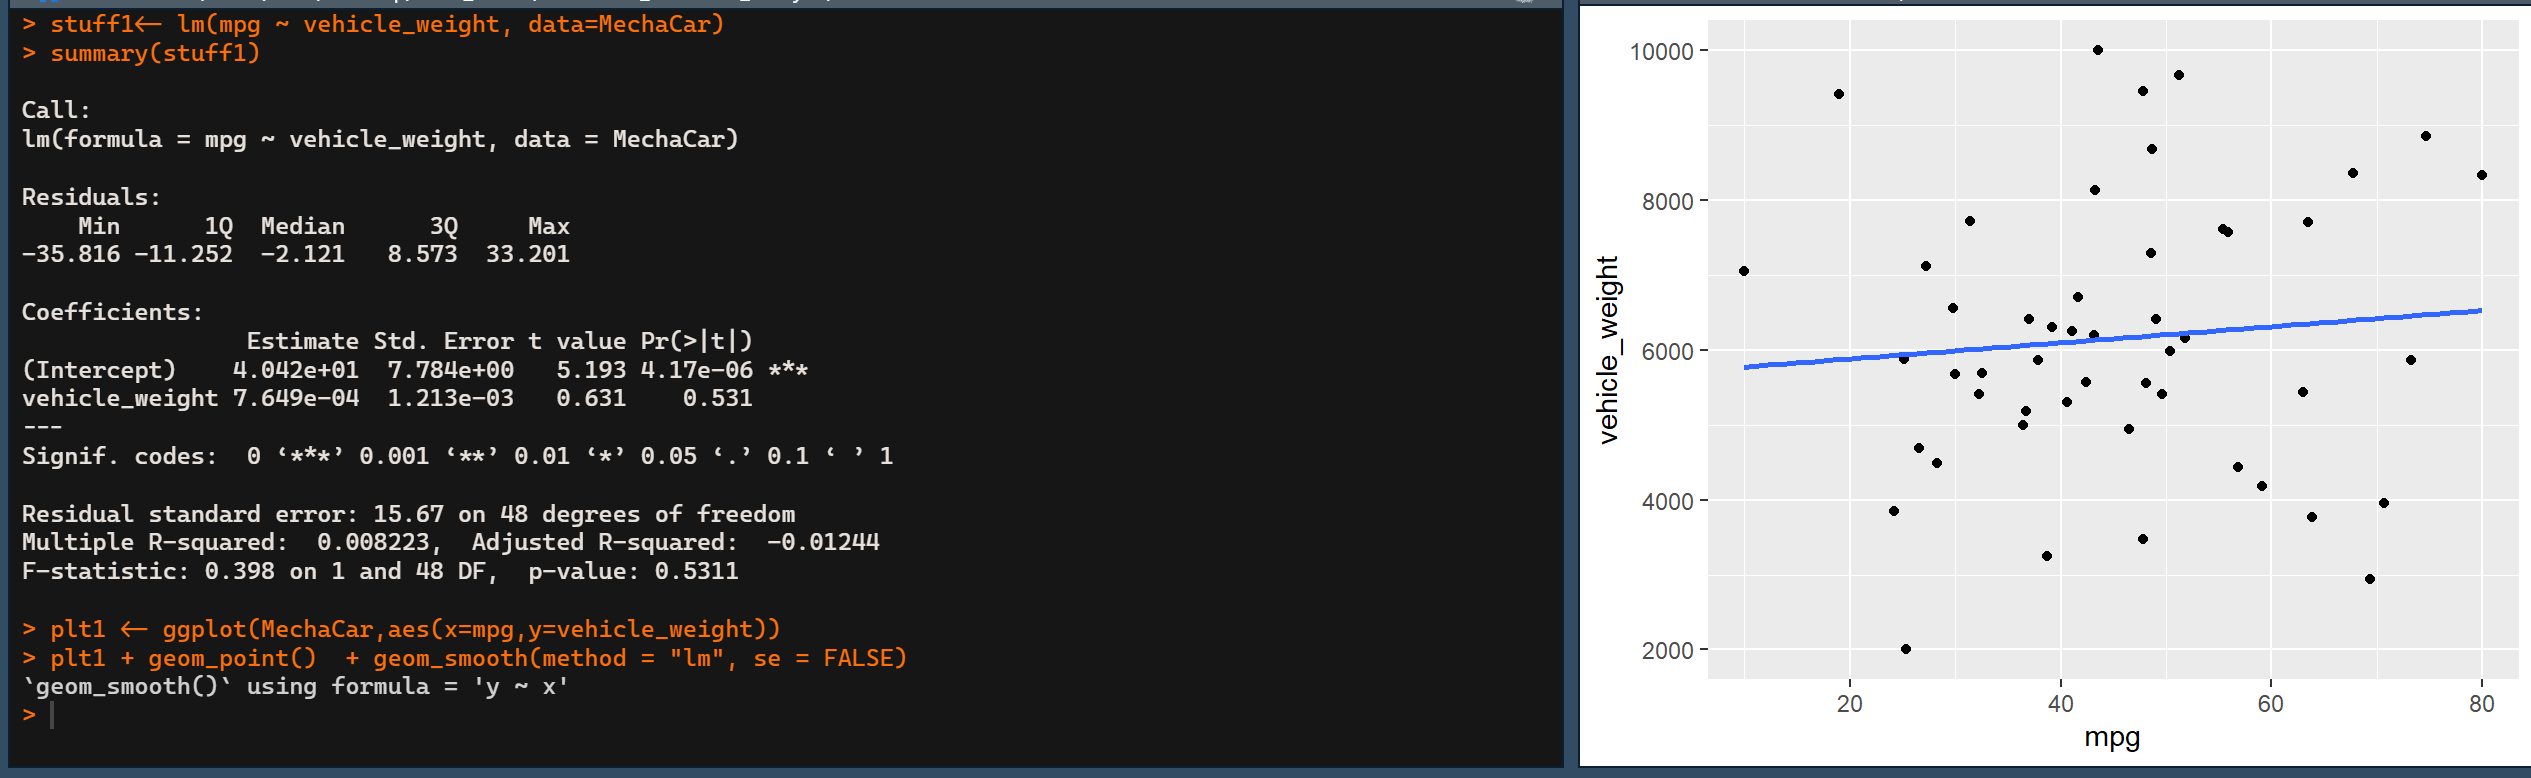 > stuff1<- lm(mpg ~ vehicle_weight, data=MechaCar)
> summary(stuff1)
Call:
lm(formula = mpg ~ vehicle_weight, data = MechaCar)
Residuals:
    Min      1Q  Median      3Q     Max
-35.816 -11.252  -2.121   8.573  33.201
Coefficients:
                Estimate Std. Error t value Pr(>|t|)
(Intercept)    4.042e+01  7.784e+00   5.193 4.17e-06 ***
vehicle_weight 7.649e-04  1.213e-03   0.631    0.531
---
Signif. codes:  0 ‘***’ 0.001 ‘**’ 0.01 ‘*’ 0.05 ‘.’ 0.1 ‘ ’ 1
Residual standard error: 15.67 on 48 degrees of freedom
Multiple R-squared:  0.008223,  Adjusted R-squared:  -0.01244
F-statistic: 0.398 on 1 and 48 DF,  p-value: 0.5311
> plt1 <- ggplot(MechaCar,aes(x=mpg,y=vehicle_weight))
> plt1 + geom_point()  + geom_smooth(method = "lm", se = FALSE)
`geom_smooth()` using formula = 'y ~ x'
>
10000
8000
6000
4000
2000
vehicle_weight
20 40 60 80
mpg